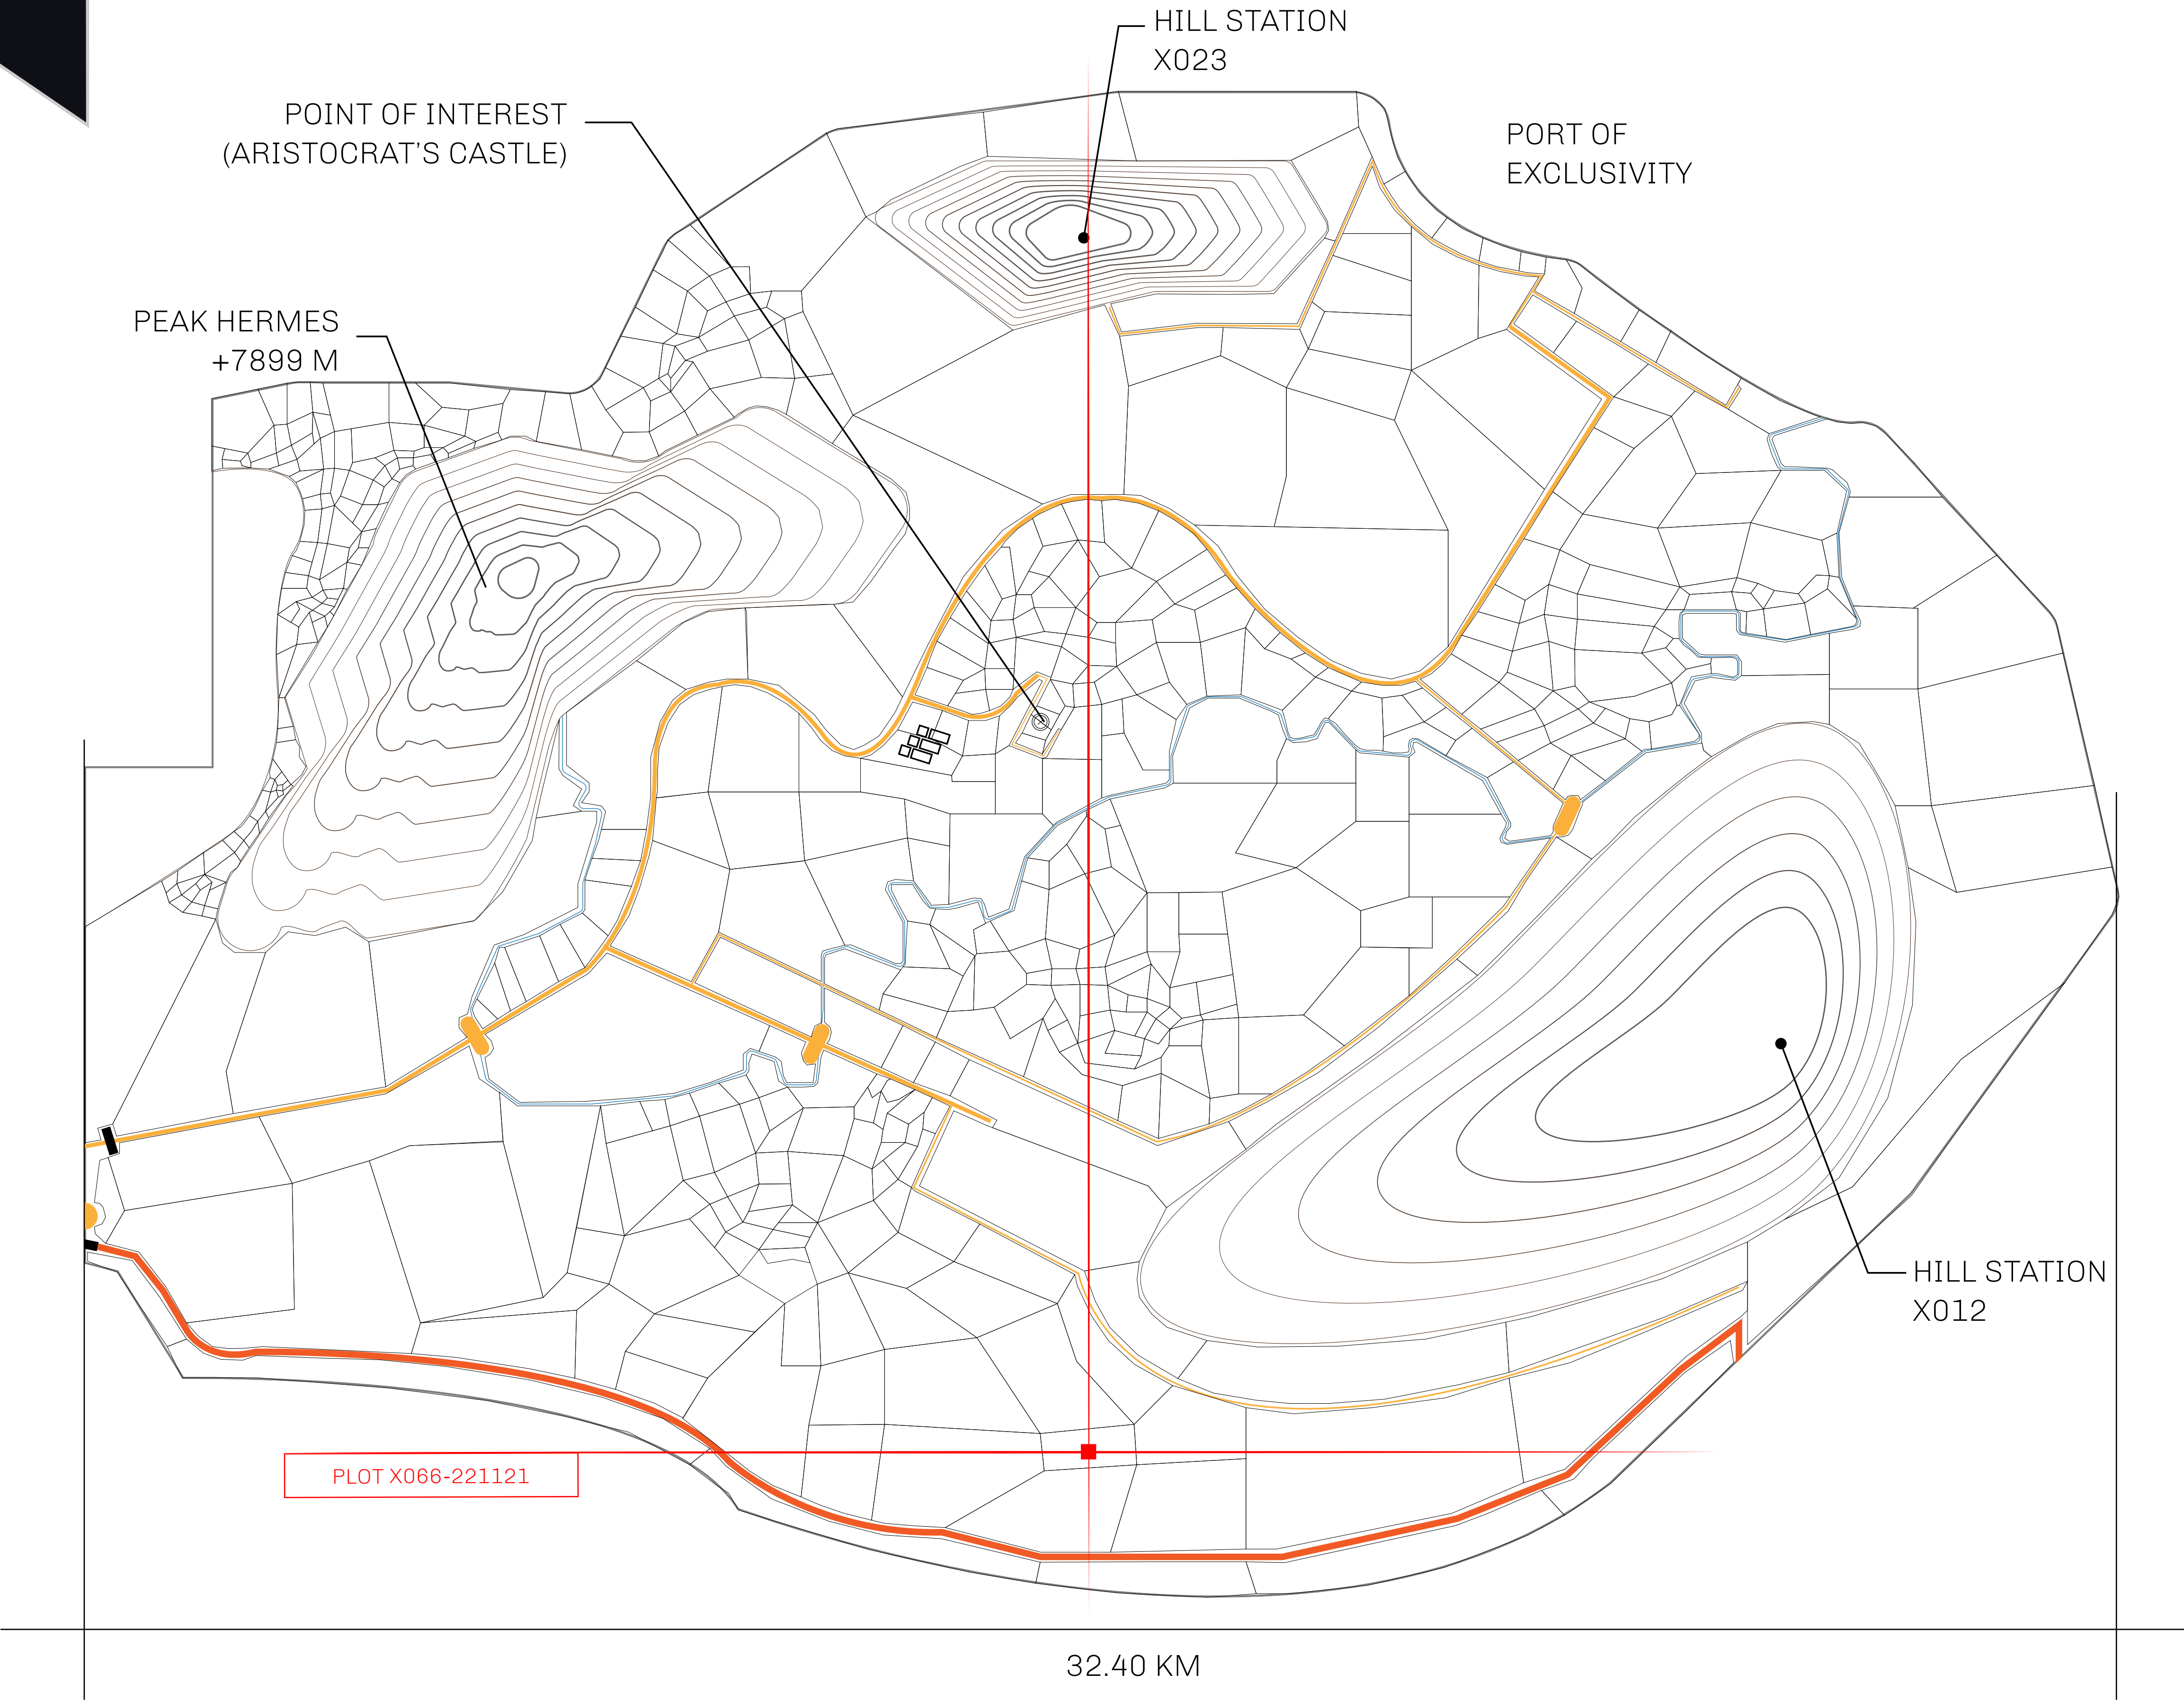 HILL STATION
X023
POINT OF INTEREST
(ARISTOCRAT'S CASTLE)
PORT OF
EXCLUSIVITY
PEAK HERMES
+7899 M
HILL STATION
X012
PLOT X066-221121
32.40 KM